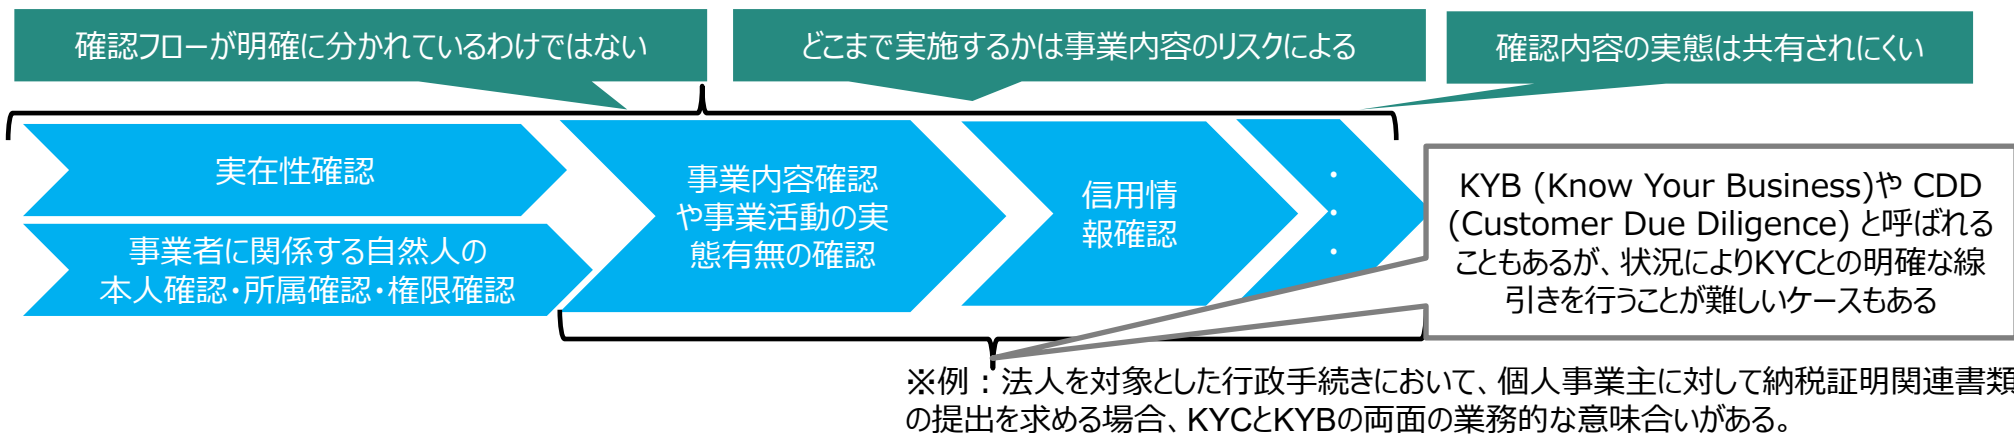 確認フローが明確に分かれているわけではない
どこまで実施するかは事業内容のリスクによる
確認内容の実態は共有されにくい
実在性確認
事業者に関係する自然人の
本人確認・所属確認・権限確認
事業内容確認
や事業活動の実
態有無の確認
信用情
報確認
・
・
・
KYB (Know Your Business)や CDD
(Customer Due Diligence) と呼ばれる
こともあるが、状況によりKYCとの明確な線
引きを行うことが難しいケースもある
※例：法人を対象とした行政手続きにおいて、個人事業主に対して納税証明関連書類
の提出を求める場合、KYCとKYBの両面の業務的な意味合いがある。